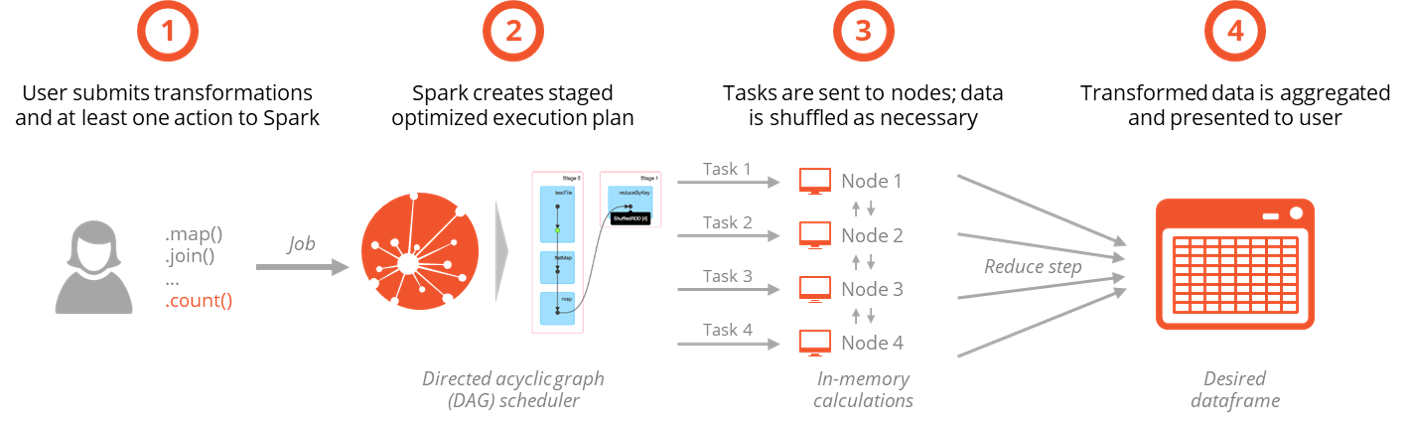 1
User submits transformations
and at least one action to Spark
.map()
.join()
...
.count()
Job
2
Spark creates staged
optimized execution plan
Stage 0
textFile
flatMap
map
Stage 1
reduceByKey
ShuffledRDD [4]
Directed acyclic graph
(DAG) scheduler
3
Tasks are sent to nodes; data
is shuffled as necessary
Task 1
Node 1
Task 2
Node 2
Task 3
Node 3
Task 4
Node 4
In-memory
calculations
4
Transformed data is aggregated
and presented to user
Reduce step
Desired
dataframe